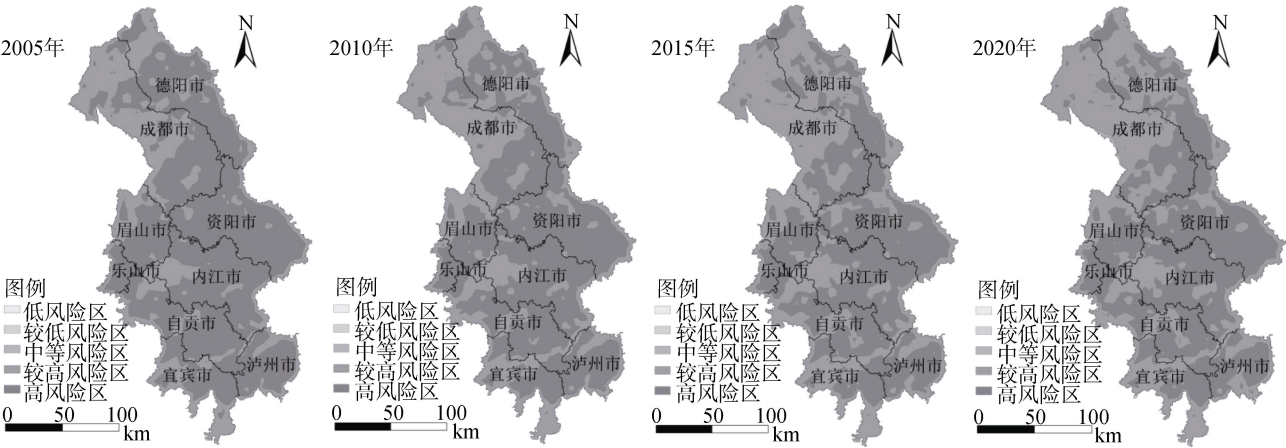 2005年
N
德阳市
成都市
资阳市
眉山市
乐山市
内江市
自贡市
泸州市
宜宾市
图例
低风险区
较低风险区
中等风险区
较高风险区
高风险区
0 50 100
km
2010年
N
德阳市
成都市
资阳市
眉山市
乐山市
内江市
自贡市
泸州市
宜宾市
图例
低风险区
较低风险区
中等风险区
较高风险区
高风险区
0 50 100
km
2015年
N
德阳市
成都市
资阳市
眉山市
乐山市
内江市
自贡市
泸州市
宜宾市
图例
低风险区
较低风险区
中等风险区
较高风险区
高风险区
0 50 100
km
2020年
N
德阳市
成都市
资阳市
眉山市
乐山市
内江市
自贡市
泸州市
宜宾市
图例
低风险区
较低风险区
中等风险区
较高风险区
高风险区
0 50 100
km